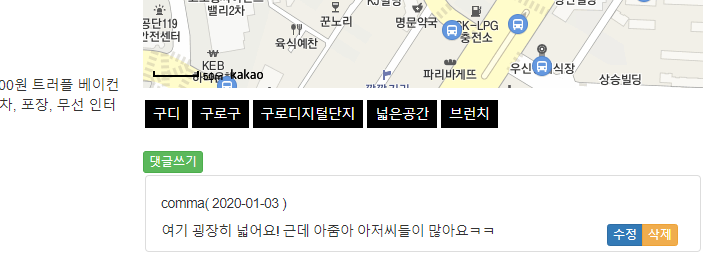 밸리2차
공단119
안전센터
꾼노리
육식예찬
명문약국
SK-LPG
충전소
KEB
파리바게뜨
상승빌딩
50m kakao
00원 트러플 베이컨
차, 포장, 무선 인터
구디 구로구 구로디지털단지 넓은공간 브런치
댓글쓰기
comma( 2020-01-03 )
여기 굉장히 넓어요! 근데 아줌아 아저씨들이 많아요ㅋㅋ
수정 삭제